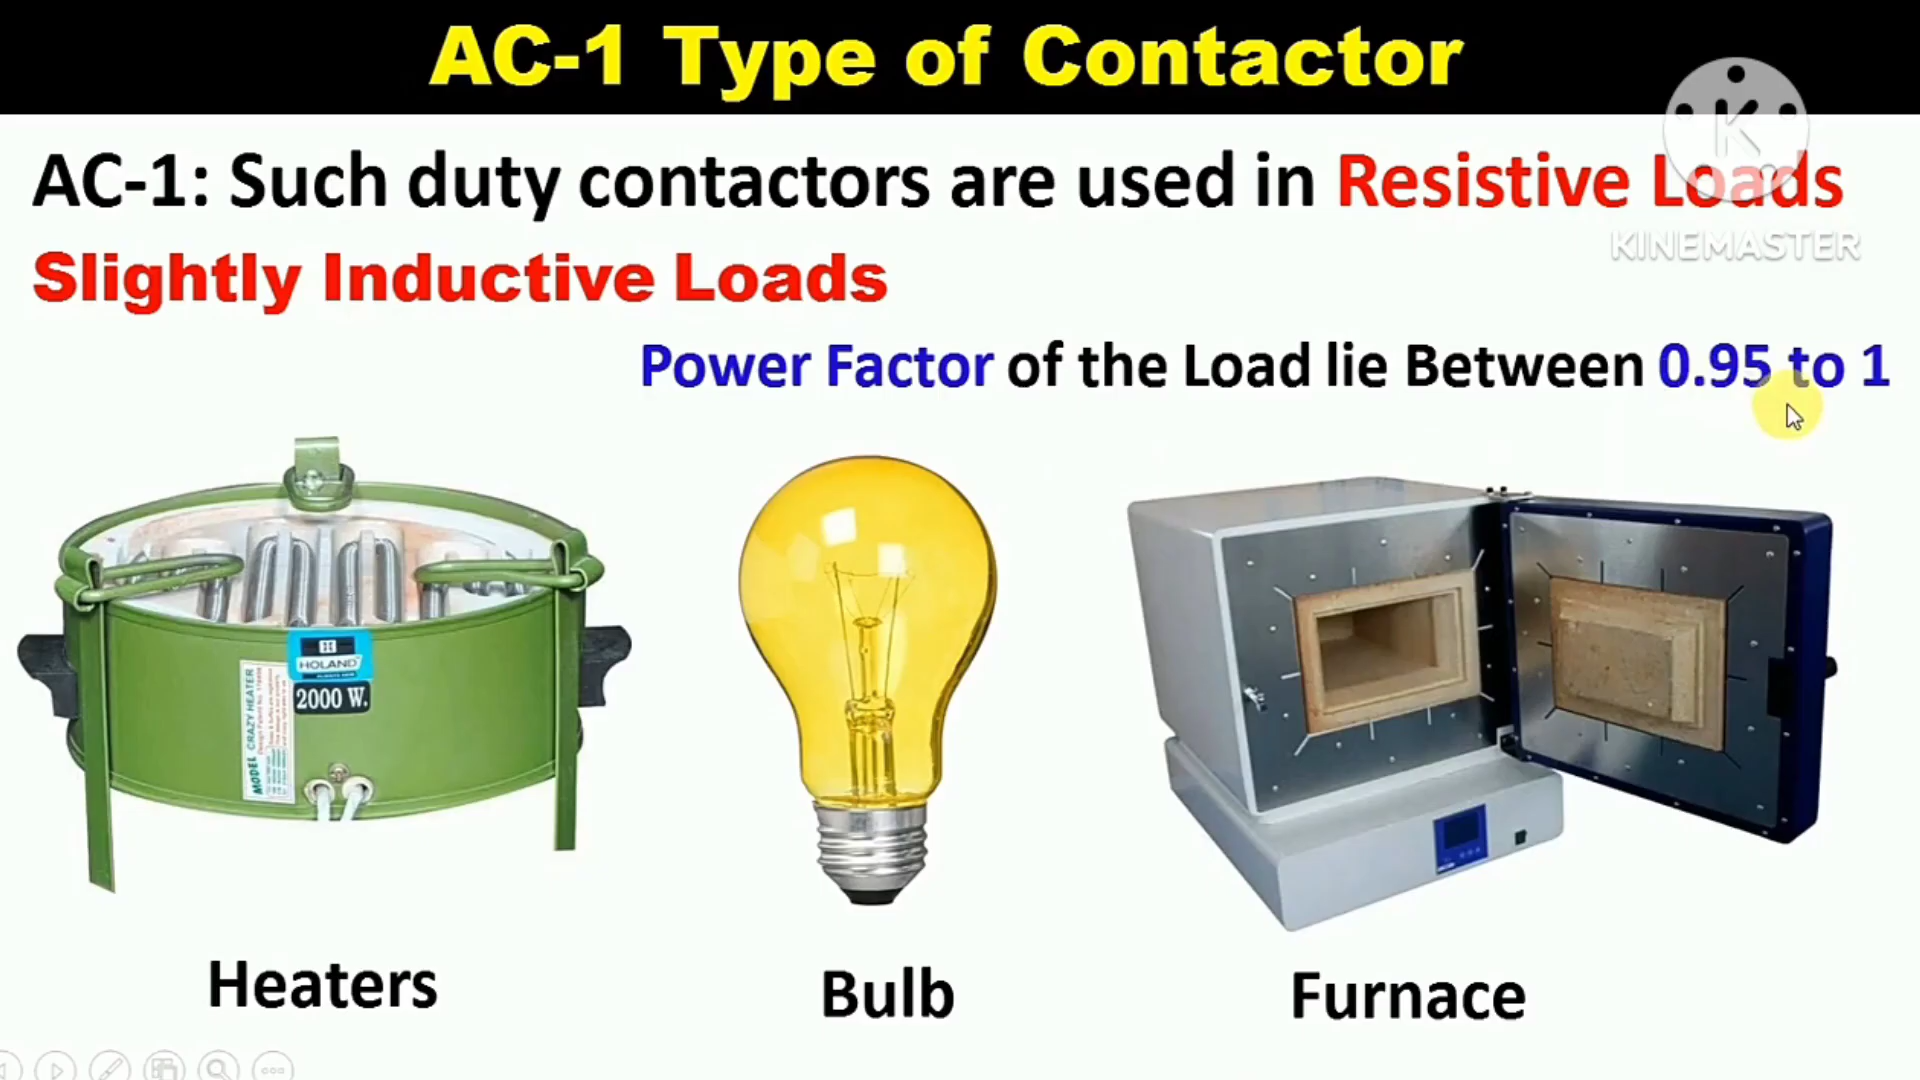 AC-1 Type of Contactor
AC-1: Such duty contactors are used in Resistive Loads
Slightly Inductive Loads
KINEMASTER
Power Factor of the Load lie Between 0.95 to 1
HOLAND
2000 W.
MODEL CRAZY HEATER
Heaters
Bulb
Furnace